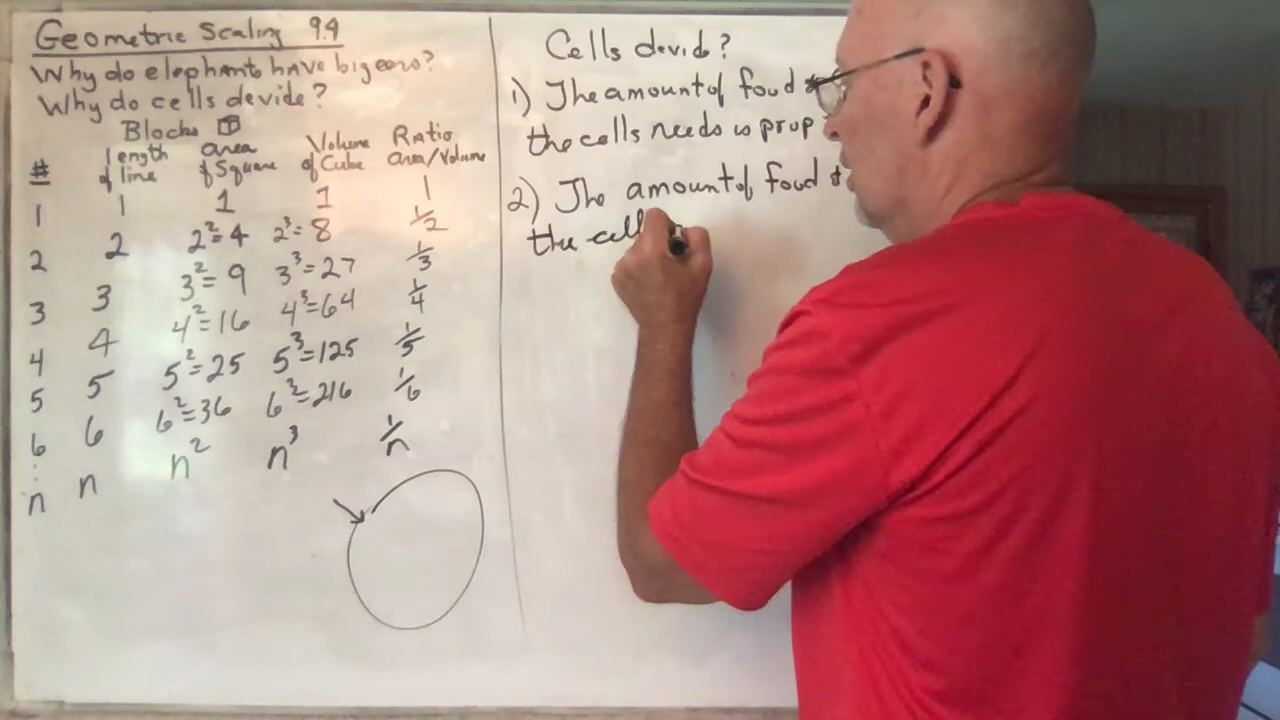 Geometric Scaling 9.4
Why do elephants have big ears?
Why do cells devide?
Blocks
# length of line area of Square Volume of Cube Ratio area/Volume
1 1 1 1 1
2 2 2²=4 2³=8 1/2
3 3 3²=9 3³=27 1/3
4 4 4²=16 4³=64 1/4
5 5 5²=25 5³=125 1/5
6 6 6²=36 6³=216 1/6
:
n n n² n³ 1/n
Cells devide?
1) The amount of food
the cells needs is prop
2) The amount of food
the cell